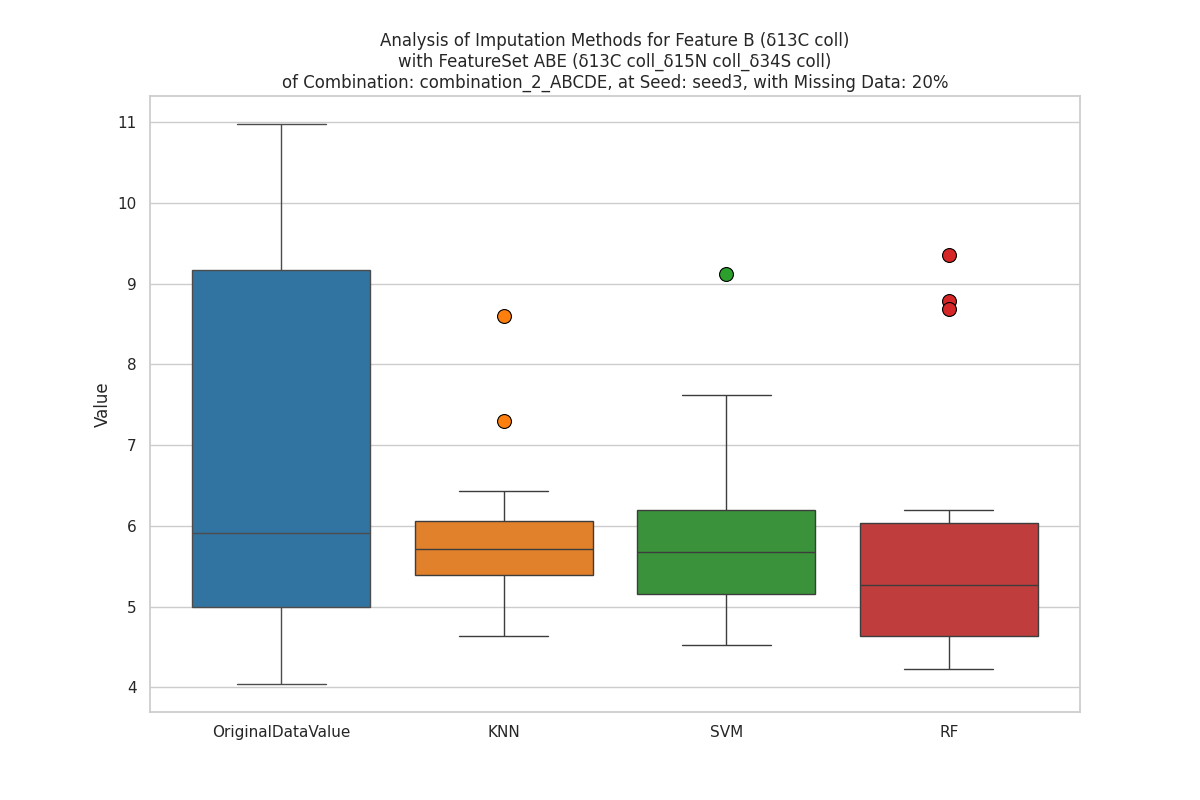 Analysis of Imputation Methods for Feature B (δ13C coll)
with FeatureSet ABE (δ13C coll_δ15N coll_δ34S coll)
of Combination: combination_2_ABCDE, at Seed: seed3, with Missing Data: 20%
11
10
9
8
7
6
5
4
Value
OriginalDataValue
KNN
SVM
RF